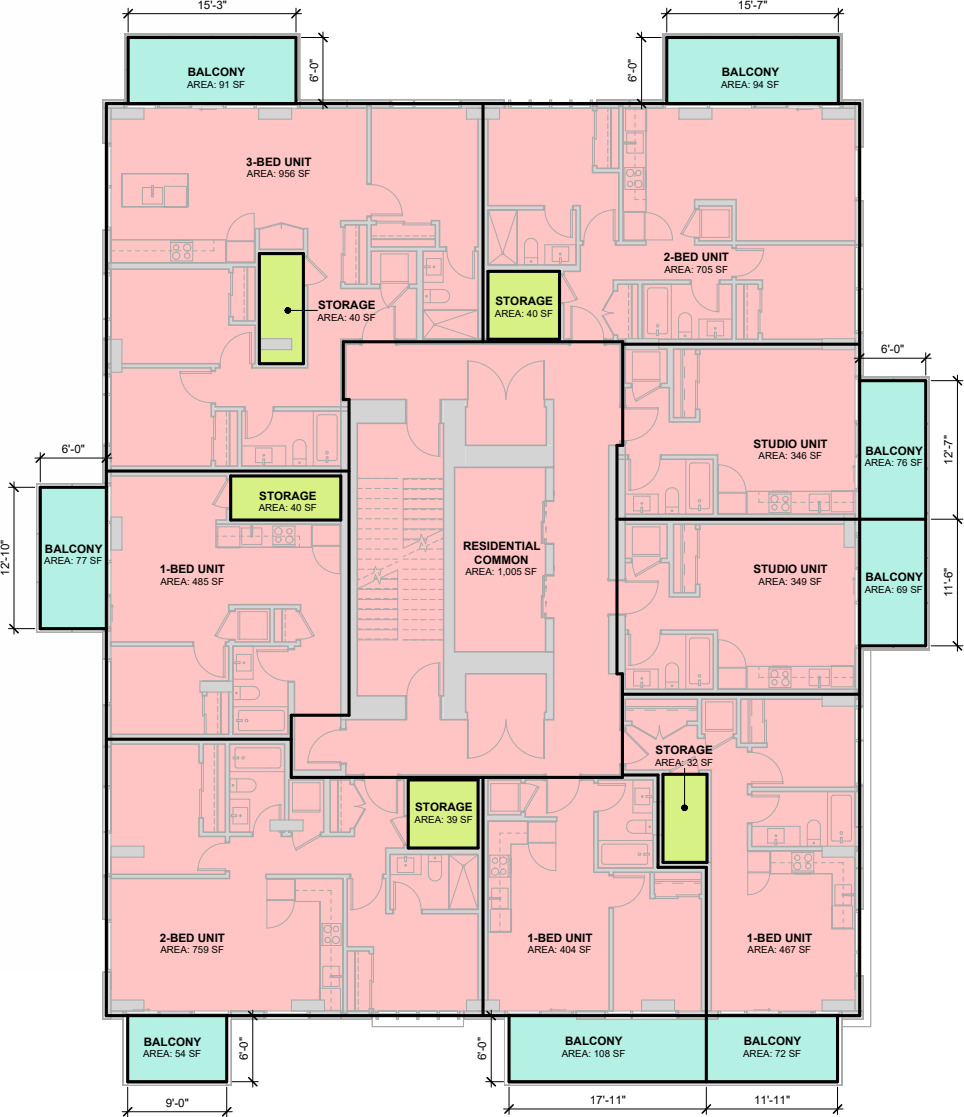 15'-3"
15'-7"
6'-0"
6'-0"
BALCONY
AREA: 91 SF
BALCONY
AREA: 94 SF
3-BED UNIT
AREA: 956 SF
2-BED UNIT
AREA: 705 SF
STORAGE
AREA: 40 SF
STORAGE
AREA: 40 SF
6'-0"
STUDIO UNIT
AREA: 346 SF
BALCONY
AREA: 76 SF
12'-7"
6'-0"
STORAGE
AREA: 40 SF
12'-10"
BALCONY
AREA: 77 SF
1-BED UNIT
AREA: 485 SF
RESIDENTIAL
COMMON
AREA: 1,005 SF
STUDIO UNIT
AREA: 349 SF
BALCONY
AREA: 69 SF
11'-6"
STORAGE
AREA: 32 SF
STORAGE
AREA: 39 SF
2-BED UNIT
AREA: 759 SF
1-BED UNIT
AREA: 404 SF
1-BED UNIT
AREA: 467 SF
BALCONY
AREA: 54 SF
6'-0"
6'-0"
BALCONY
AREA: 108 SF
BALCONY
AREA: 72 SF
9'-0"
17'-11"
11'-11"